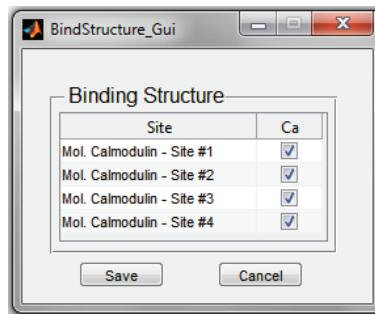 BindStructure_Gui
Binding Structure
Site Ca
Mol. Calmodulin - Site #1
Mol. Calmodulin - Site #2
Mol. Calmodulin - Site #3
Mol. Calmodulin - Site #4
Save Cancel